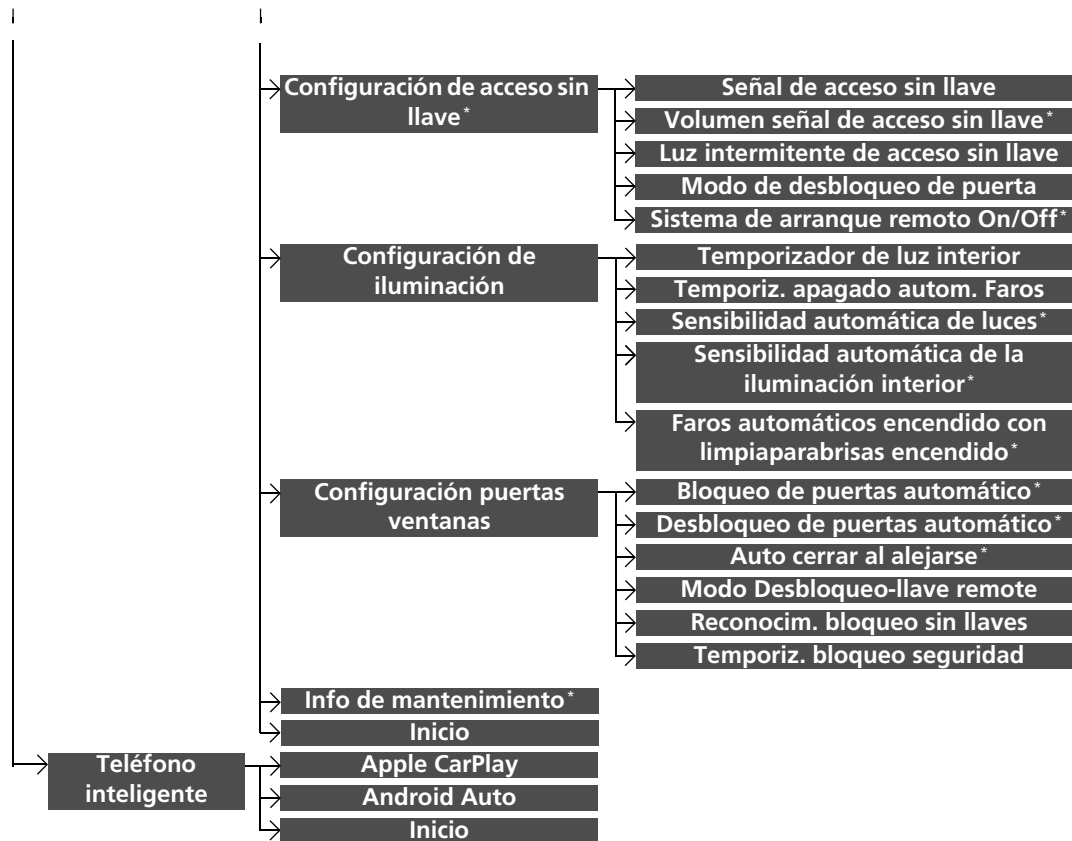 Configuración de acceso sin
llave*
Señal de acceso sin llave
Volumen señal de acceso sin llave*
Luz intermitente de acceso sin llave
Modo de desbloqueo de puerta
Sistema de arranque remoto On/Off*
Configuración de
iluminación
Temporizador de luz interior
Temporiz. apagado autom. Faros
Sensibilidad automática de luces*
Sensibilidad automática de la
iluminación interior*
Faros automáticos encendido con
limpiaparabrisas encendido*
Configuración puertas
ventanas
Bloqueo de puertas automático*
Desbloqueo de puertas automático*
Auto cerrar al alejarse*
Modo Desbloqueo-llave remote
Reconocim. bloqueo sin llaves
Temporiz. bloqueo seguridad
Info de mantenimiento*
Inicio
Teléfono
inteligente
Apple CarPlay
Android Auto
Inicio